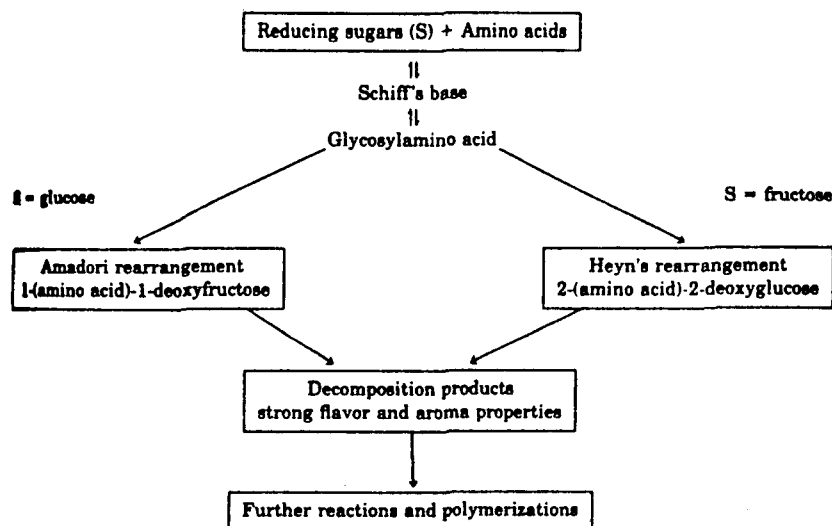 Reducing sugars (S) + Amino acids
⇅
Schiff's base
⇅
Glycosylamino acid
S = glucose
S = fructose
Amadori rearrangement
1-(amino acid)-1-deoxyfructose
Heyn's rearrangement
2-(amino acid)-2-deoxyglucose
Decomposition products
strong flavor and aroma properties
Further reactions and polymerizations